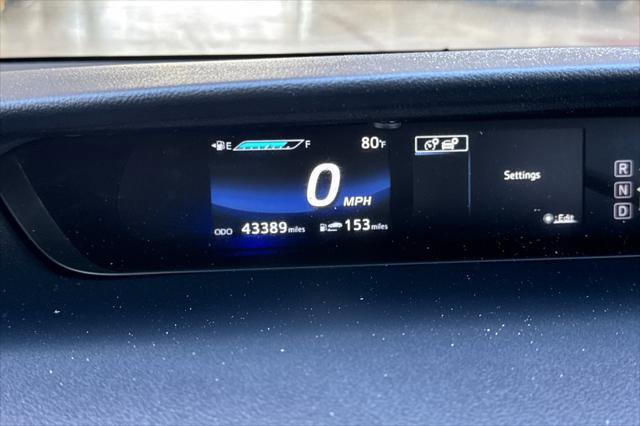 E F 80°F
0 MPH
ODO 43389 miles 153 miles
Settings
:Edit
R
N
D